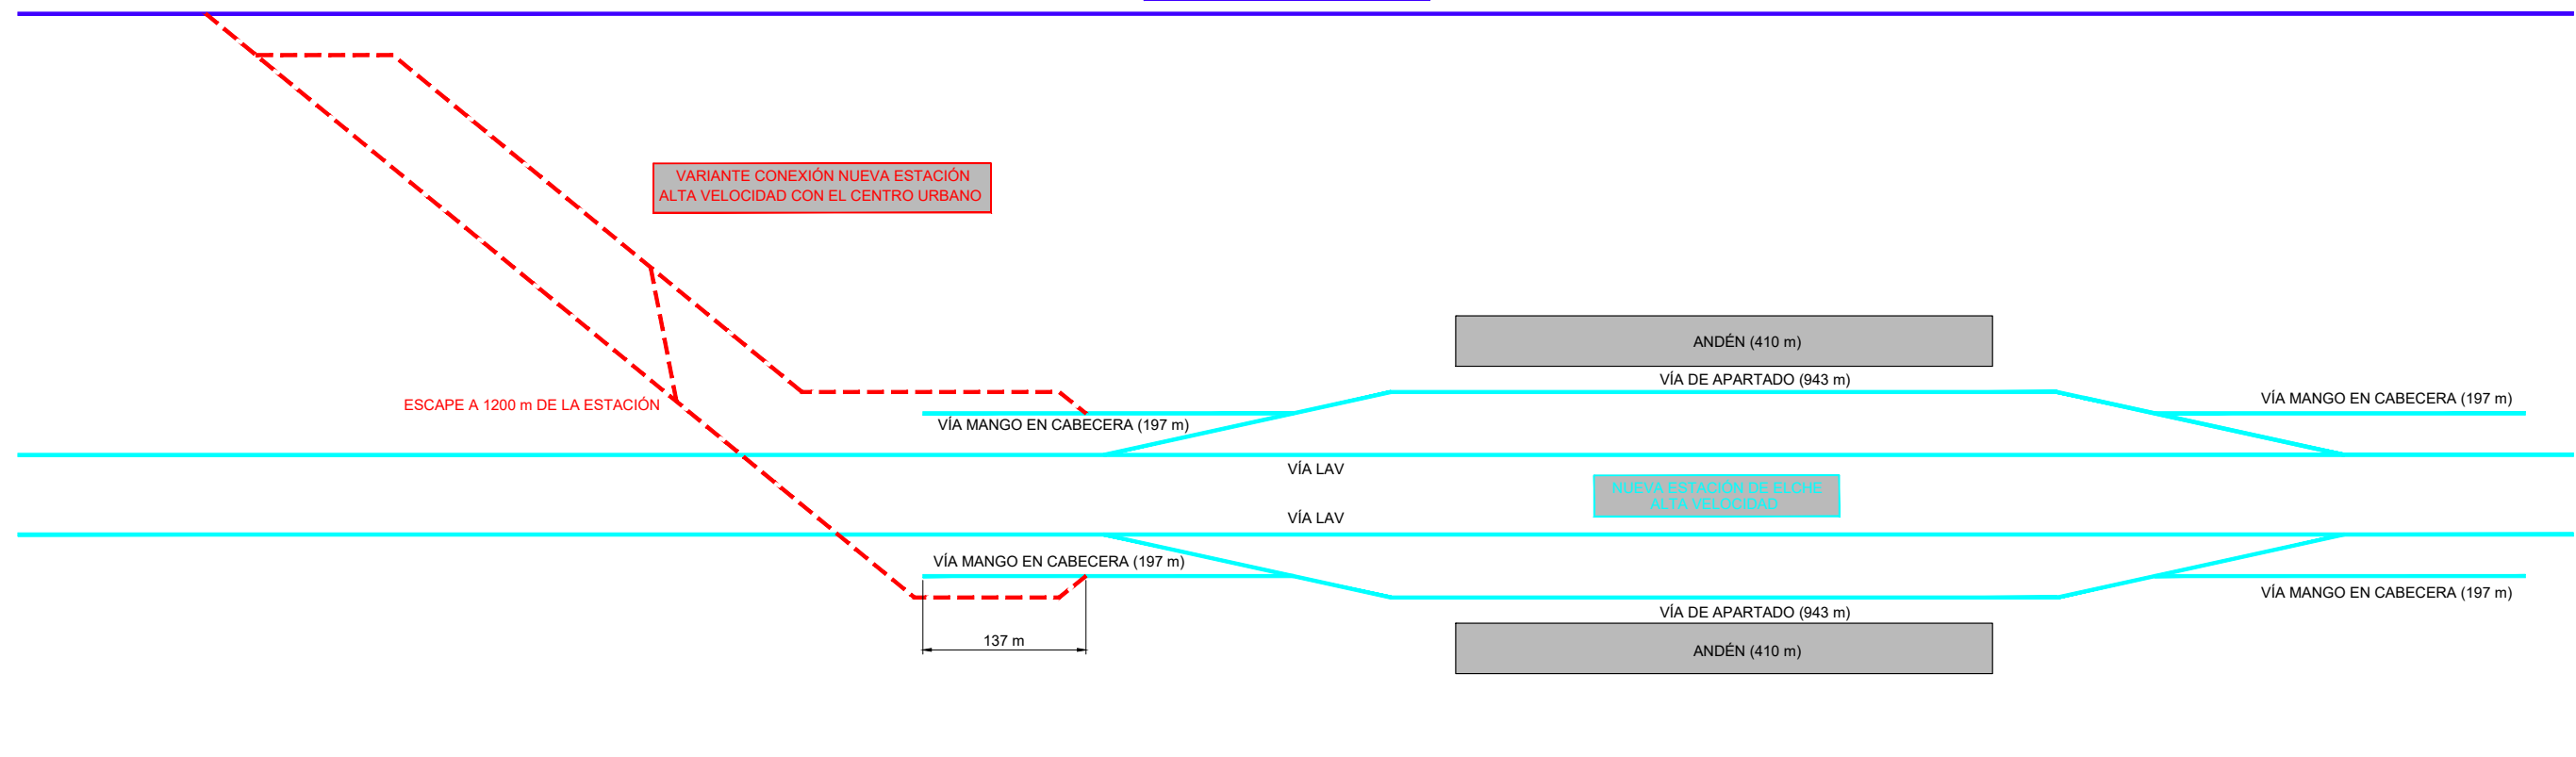 VARIANTE CONEXIÓN NUEVA ESTACIÓN
ALTA VELOCIDAD CON EL CENTRO URBANO
ANDÉN (410 m)
VÍA DE APARTADO (943 m)
ESCAPE A 1200 m DE LA ESTACIÓN
VÍA MANGO EN CABECERA (197 m)
VÍA MANGO EN CABECERA (197 m)
VÍA LAV
NUEVA ESTACIÓN DE ELCHE
ALTA VELOCIDAD
VÍA LAV
VÍA MANGO EN CABECERA (197 m)
VÍA MANGO EN CABECERA (197 m)
VÍA DE APARTADO (943 m)
137 m
ANDÉN (410 m)